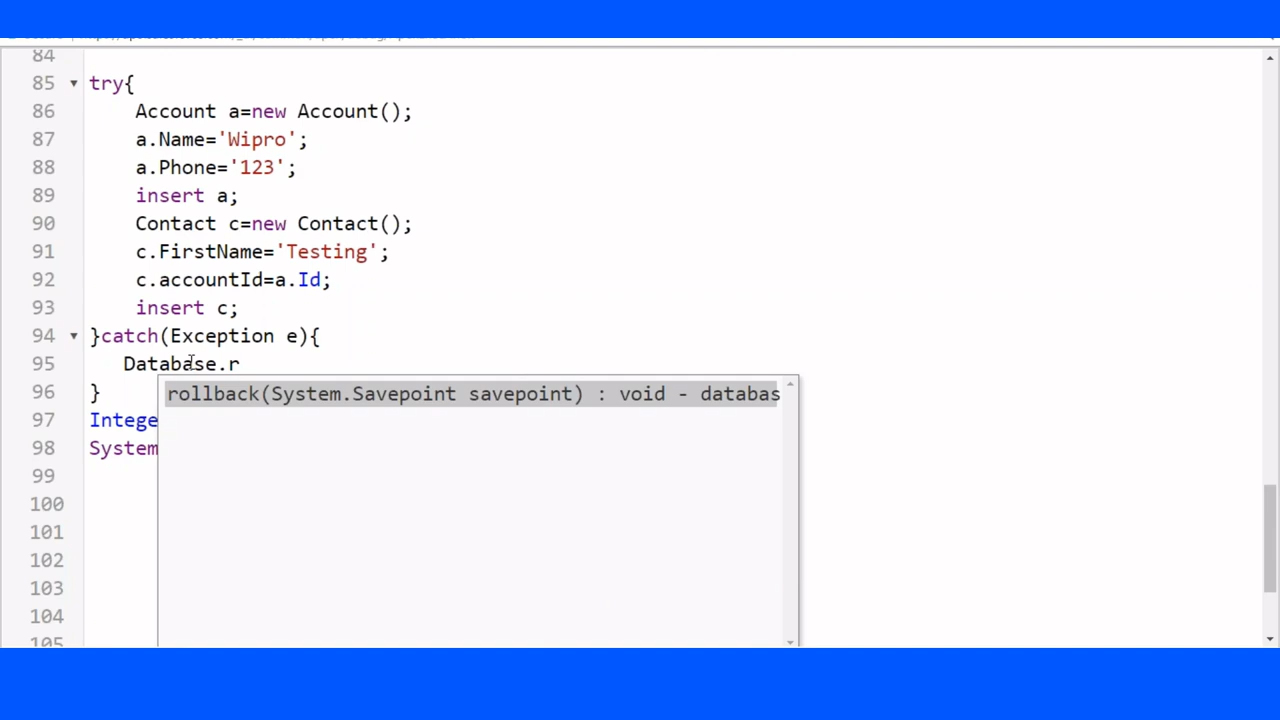 84
85 try{
86 Account a=new Account();
87 a.Name='Wipro';
88 a.Phone='123';
89 insert a;
90 Contact c=new Contact();
91 c.FirstName='Testing';
92 c.accountId=a.Id;
93 insert c;
94 }catch(Exception e){
95 Database.r
rollback(System.Savepoint savepoint) : void - databas
96 }
97 Intege
98 System
99
100
101
102
103
104
105